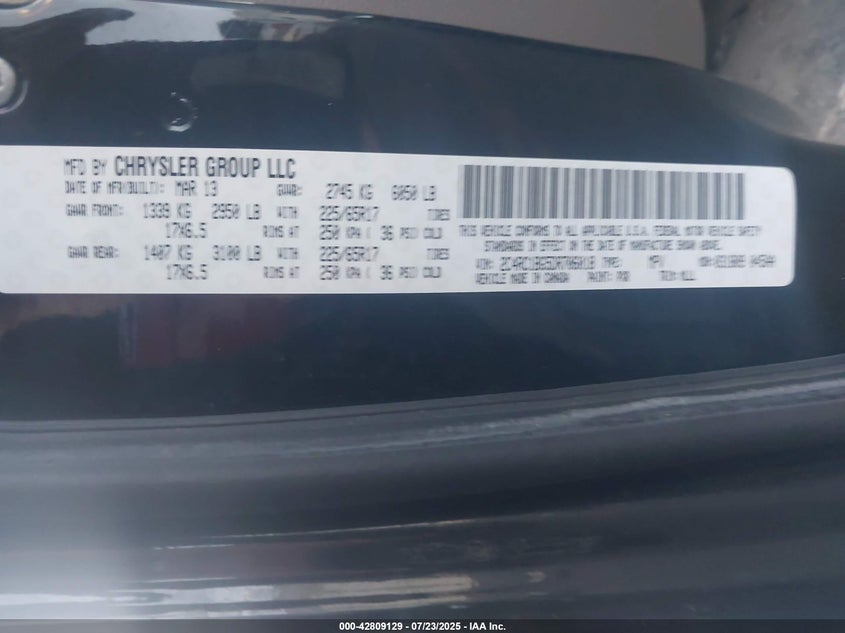 MFD BY CHRYSLER GROUP LLC
DATE OF MFR(BUILT): MAR 13 GVWR: 2745 KG 6050 LB
GAWR FRONT: 1339 KG 2950 LB WITH 225/65R17 TIRES
17X6.5 RIMS AT 250 KPA ( 36 PSI) COLD
GAWR REAR: 1407 KG 3100 LB WITH 225/65R17 TIRES
17X6.5 RIMS AT 250 KPA ( 36 PSI) COLD
THIS VEHICLE CONFORMS TO ALL APPLICABLE U.S.A. FEDERAL MOTOR VEHICLE SAFETY
STANDARDS IN EFFECT ON THE DATE OF MANUFACTURE SHOWN ABOVE.
VIN: TYPE: MPV MDH:
VEHICLE MADE IN CANADA PAINT: TRIM:
000-42809129 - 07/23/2025 - IAA Inc.